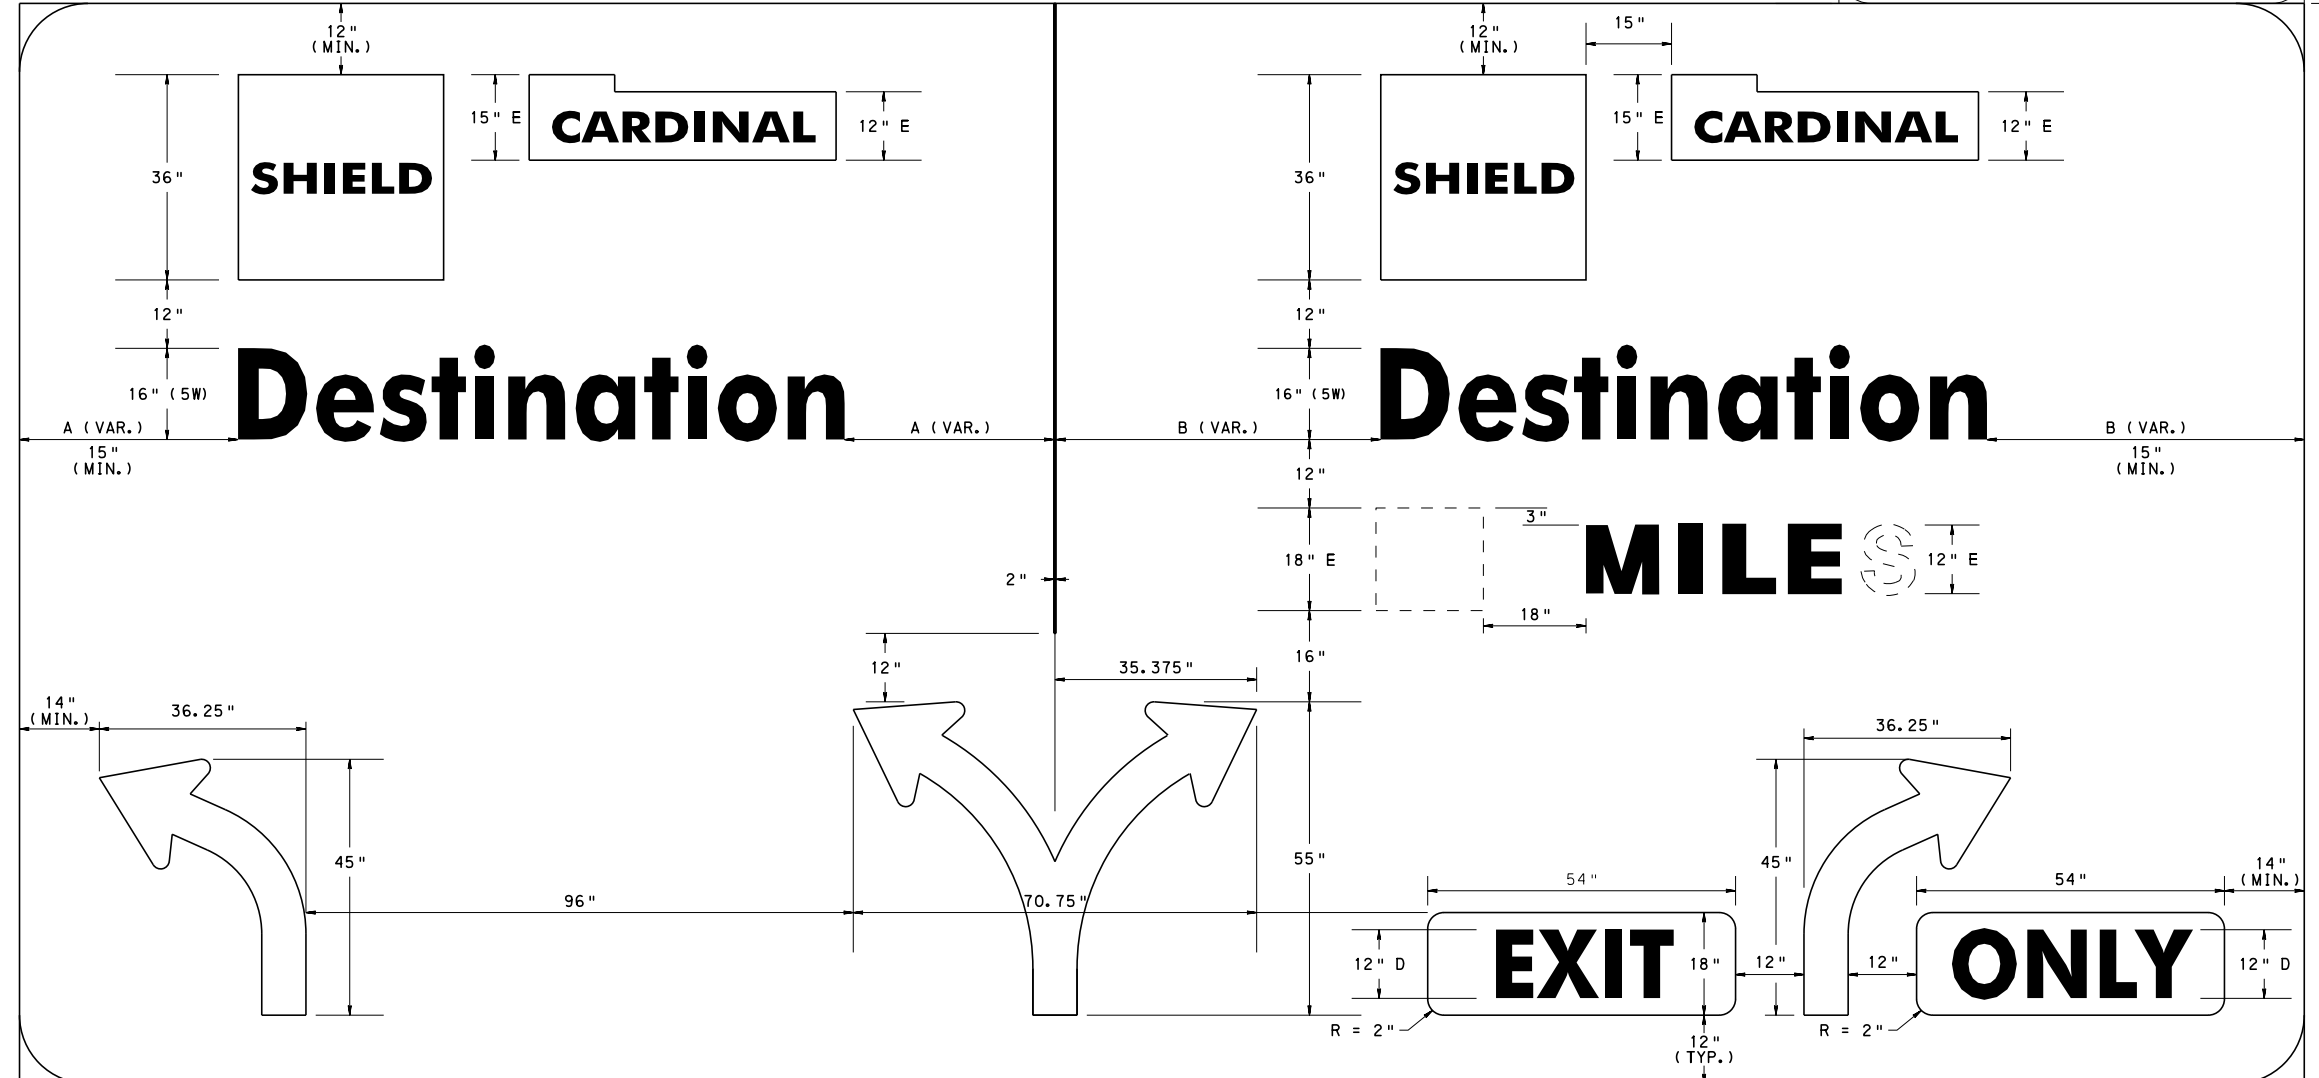 12"
(MIN.)
12"
(MIN.)
15"
15" E
CARDINAL
12" E
15" E
CARDINAL
12" E
36"
SHIELD
36"
SHIELD
12"
12"
16" (5W)
Destination
16" (5W)
Destination
A (VAR.)
15"
(MIN.)
A (VAR.)
B (VAR.)
B (VAR.)
15"
(MIN.)
12"
3"
2"
18" E
MILES
12" E
18"
12"
35.375"
16"
14"
(MIN.)
36.25"
36.25"
45"
55"
45"
96"
70.75"
54"
54"
14"
(MIN.)
12" D
EXIT
18"
12"
12"
ONLY
12" D
R = 2"
R = 2"
12"
(TYP.)